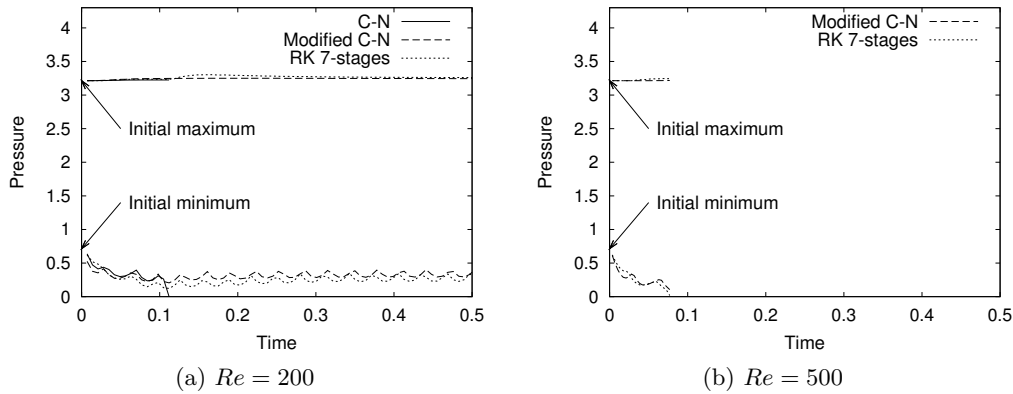 4
3.5
3
2.5
2
1.5
1
0.5
0
Pressure
C-N
Modified C-N
RK 7-stages
Initial maximum
Initial minimum
0 0.1 0.2 0.3 0.4 0.5
Time
(a) Re = 200
4
3.5
3
2.5
2
1.5
1
0.5
0
Pressure
Modified C-N
RK 7-stages
Initial maximum
Initial minimum
0 0.1 0.2 0.3 0.4 0.5
Time
(b) Re = 500